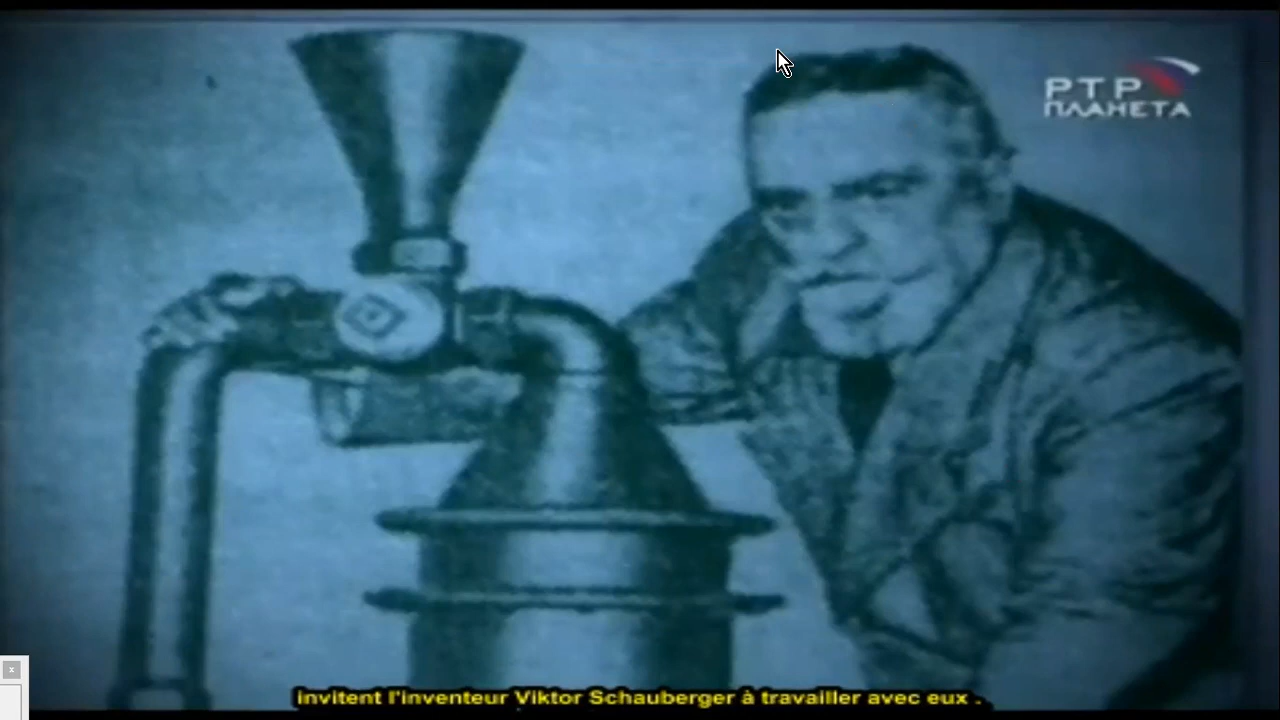 РТР
ПЛАНЕТА
x
invitent l'inventeur Viktor Schauberger à travailler avec eux .